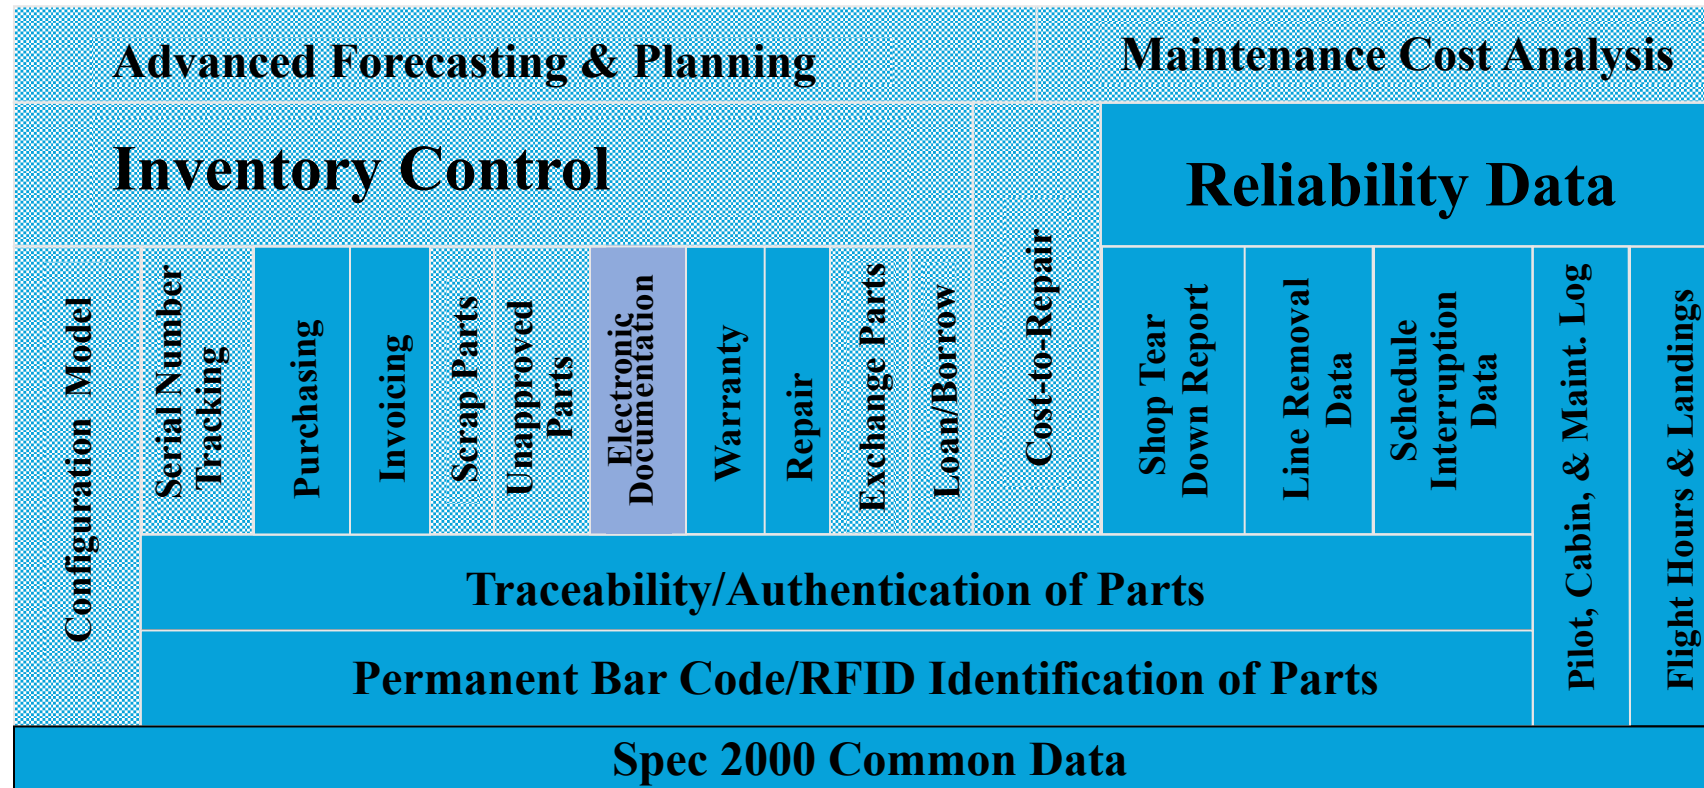 Advanced Forecasting & Planning
Maintenance Cost Analysis
Inventory Control
Reliability Data
Configuration Model
Serial Number
Tracking
Purchasing
Invoicing
Scrap Parts
Unapproved
Parts
Electronic
Documentation
Warranty
Repair
Exchange Parts
Loan/Borrow
Cost-to-Repair
Shop Tear
Down Report
Line Removal
Data
Schedule
Interrruption
Data
Pilot, Cabin, & Maint. Log
Flight Hours & Landings
Traceability/Authentication of Parts
Permanent Bar Code/RFID Identification of Parts
Spec 2000 Common Data